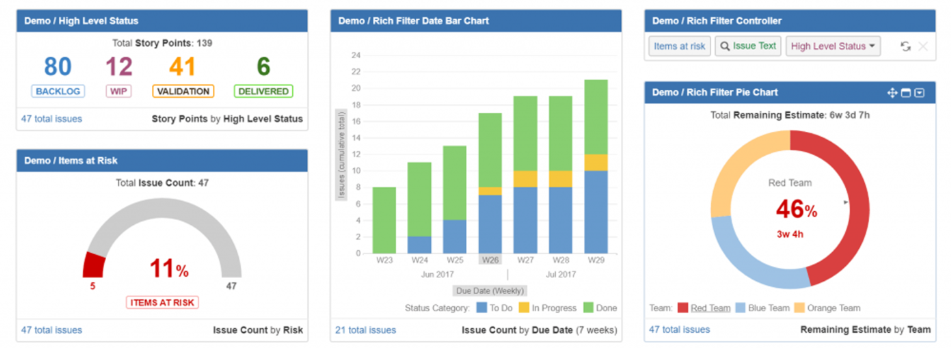 Demo / High Level Status
Total Story Points: 139
80 12 41 6
BACKLOG WIP VALIDATION DELIVERED
47 total issues Story Points by High Level Status
Demo / Items at Risk
Total Issue Count: 47
11%
5 47
ITEMS AT RISK
47 total issues Issue Count by Risk
Demo / Rich Filter Date Bar Chart
Issues (cumulative total)
24
22
20
18
16
14
12
10
8
6
4
2
0
W23 W24 W25 W26 W27 W28 W29
Jun 2017 Jul 2017
Due Date (Weekly)
Status Category: To Do In Progress Done
21 total issues Issue Count by Due Date (7 weeks)
Demo / Rich Filter Controller
Items at risk Issue Text High Level Status
Demo / Rich Filter Pie Chart
Total Remaining Estimate: 6w 3d 7h
Red Team
46%
3w 4h
Team: Red Team Blue Team Orange Team
47 total issues Remaining Estimate by Team